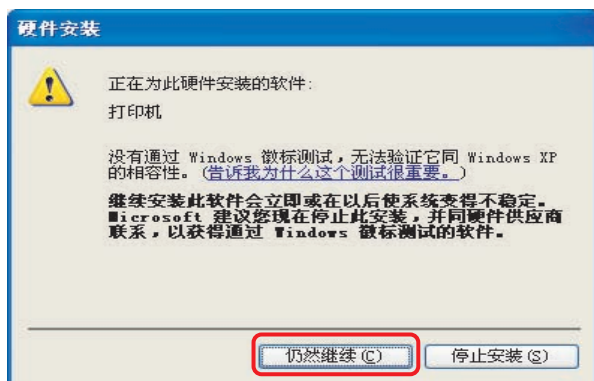 硬件安装
正在为此硬件安装的软件:
打印机
没有通过 Windows 徽标测试，无法验证它同 Windows XP
的相容性。(告诉我为什么这个测试很重要。)
继续安装此软件会立即或在以后使系统变得不稳定。
Microsoft 建议您现在停止此安装，并同硬件供应商
联系，以获得通过 Windows 徽标测试的软件。
仍然继续(C) 停止安装(S)